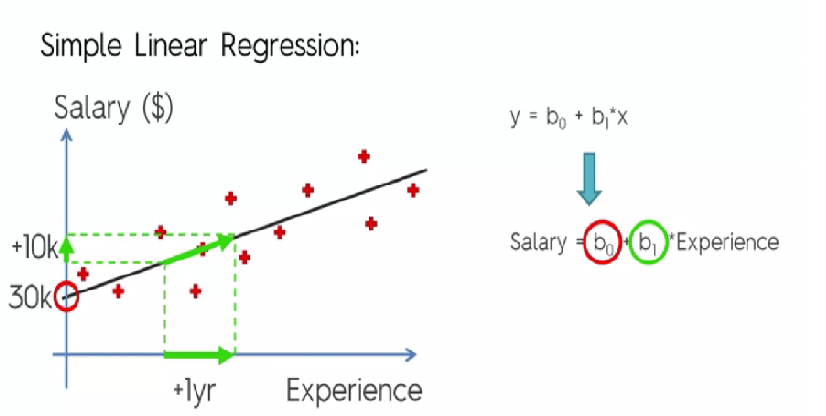 Simple Linear Regression:
Salary ($)
y = b₀ + b₁*x
+10k
Salary = b₀ + b₁ *Experience
30k
+1yr
Experience